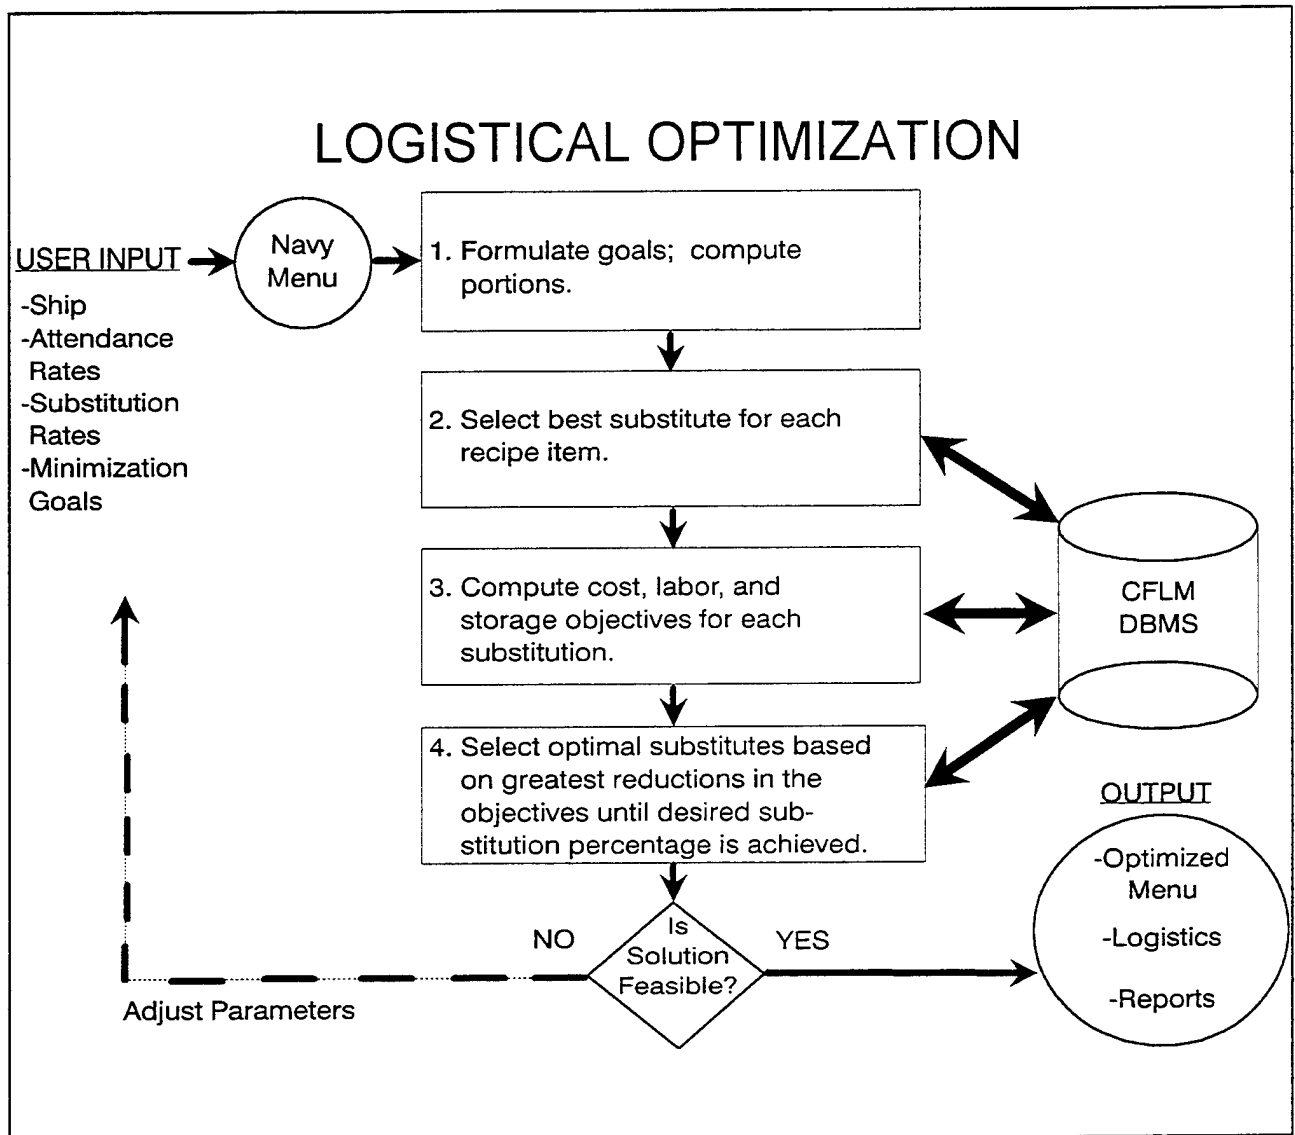 LOGISTICAL OPTIMIZATION
USER INPUT
-Ship
-Attendance
Rates
-Substitution
Rates
-Minimization
Goals
Navy
Menu
1. Formulate goals; compute
portions.
2. Select best substitute for each
recipe item.
3. Compute cost, labor, and
storage objectives for each
substitution.
4. Select optimal substitutes based
on greatest reductions in the
objectives until desired sub-
stitution percentage is achieved.
CFLM
DBMS
Is
Solution
Feasible?
NO
YES
Adjust Parameters
OUTPUT
-Optimized
Menu
-Logistics
-Reports